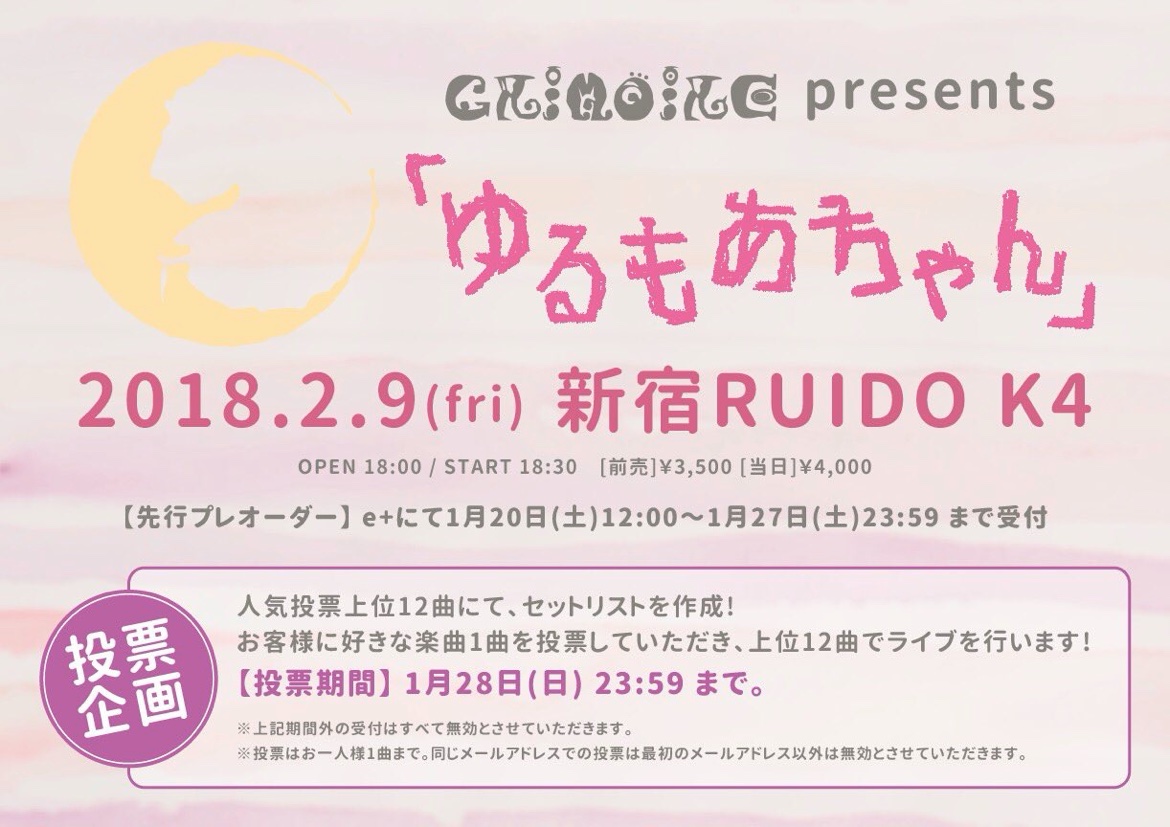 GRIMOIRE presents
「ゆるもあちゃん」
2018.2.9(fri) 新宿RUIDO K4
OPEN 18:00 / START 18:30 [前売]¥3,500 [当日]¥4,000
【先行プレオーダー】e+にて1月20日(土)12:00〜1月27日(土)23:59 まで受付
投票
企画
人気投票上位12曲にて、セットリストを作成!
お客様に好きな楽曲1曲を投票していただき、上位12曲でライブを行います!
【投票期間】1月28日(日) 23:59 まで。
※上記期間外の受付はすべて無効とさせていただきます。
※投票はお一人様1曲まで。同じメールアドレスでの投票は最初のメールアドレス以外は無効とさせていただきます。